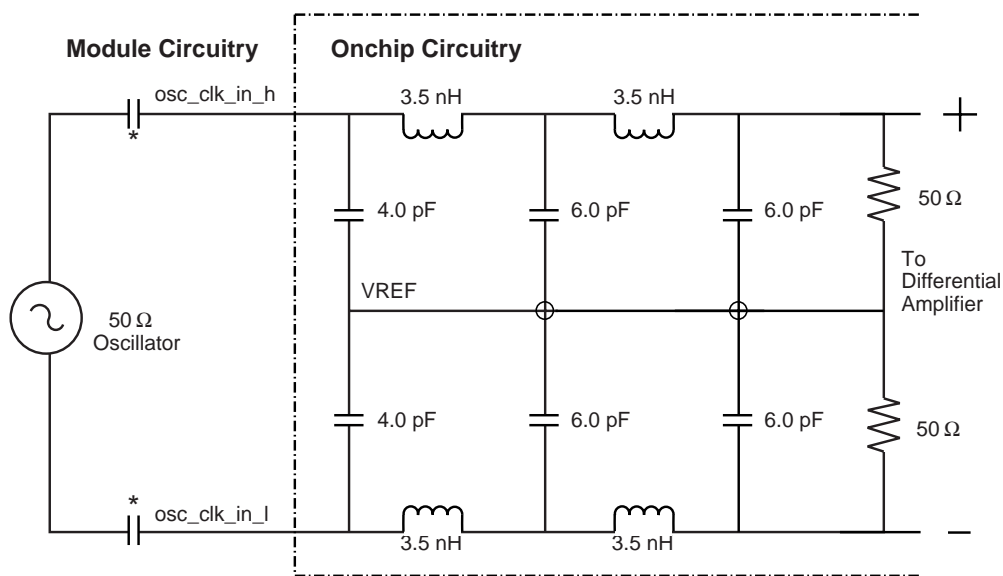 Module Circuitry
Onchip Circuitry
osc_clk_in_h
3.5 nH
3.5 nH
*
4.0 pF
6.0 pF
6.0 pF
50 Ω
VREF
To
Differential
Amplifier
50 Ω
Oscillator
4.0 pF
6.0 pF
6.0 pF
50 Ω
*
osc_clk_in_l
3.5 nH
3.5 nH